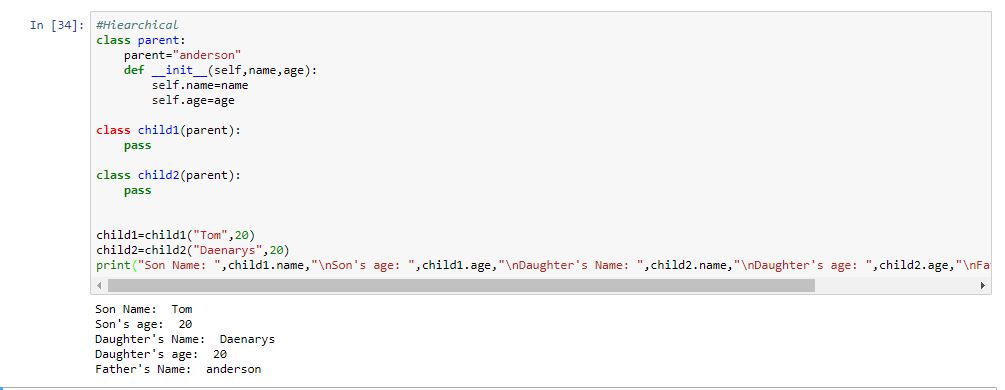 In [34]: #Hiearchical
class parent:
    parent="anderson"
    def __init__(self,name,age):
        self.name=name
        self.age=age

class child1(parent):
    pass

class child2(parent):
    pass

child1=child1("Tom",20)
child2=child2("Daenarys",20)
print("Son Name: ",child1.name,"\nSon's age: ",child1.age,"\nDaughter's Name: ",child2.name,"\nDaughter's age: ",child2.age,"\nFa
Son Name:  Tom
Son's age:  20
Daughter's Name:  Daenarys
Daughter's age:  20
Father's Name:  anderson